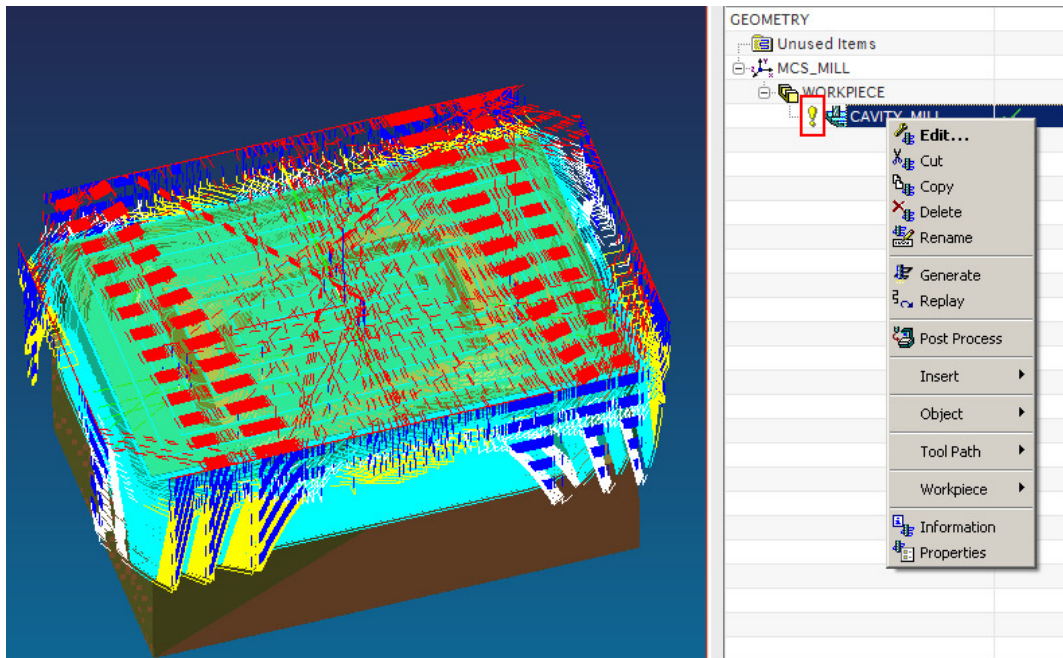 GEOMETRY
Unused Items
MCS_MILL
WORKPIECE
CAVITY_MILL
Edit...
Cut
Copy
Delete
Rename
Generate
Replay
Post Process
Insert
Object
Tool Path
Workpiece
Information
Properties